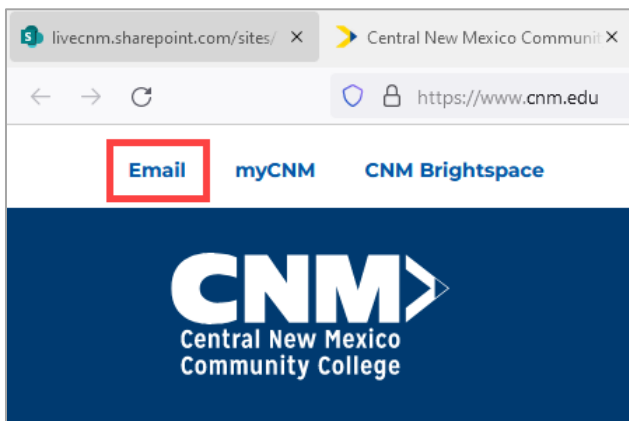 livecnm.sharepoint.com/sites/
Central New Mexico Communit
https://www.cnm.edu
Email myCNM CNM Brightspace
CNM
Central New Mexico
Community College